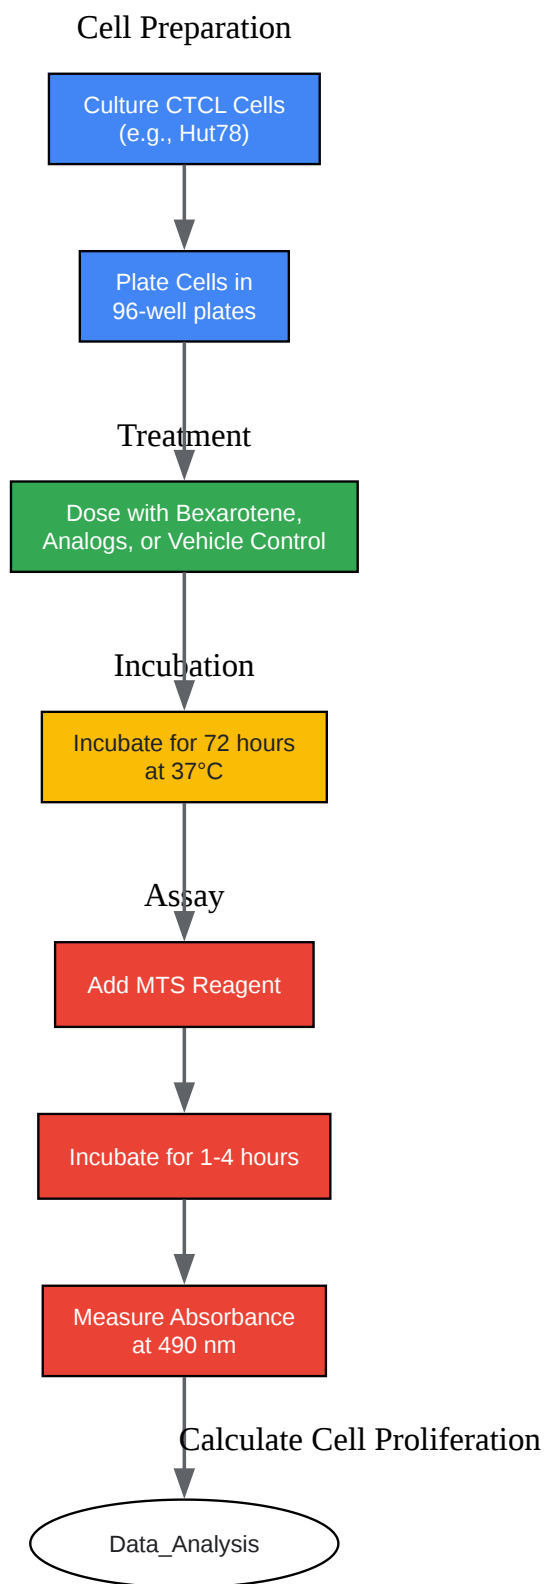 Cell Preparation
Culture CTCL Cells
(e.g., Hut78)
Plate Cells in
96-well plates
Treatment
Dose with Bexarotene,
Analogs, or Vehicle Control
Incubation
Incubate for 72 hours
at 37°C
Assay
Add MTS Reagent
Incubate for 1-4 hours
Measure Absorbance
at 490 nm
Calculate Cell Proliferation
Data_Analysis